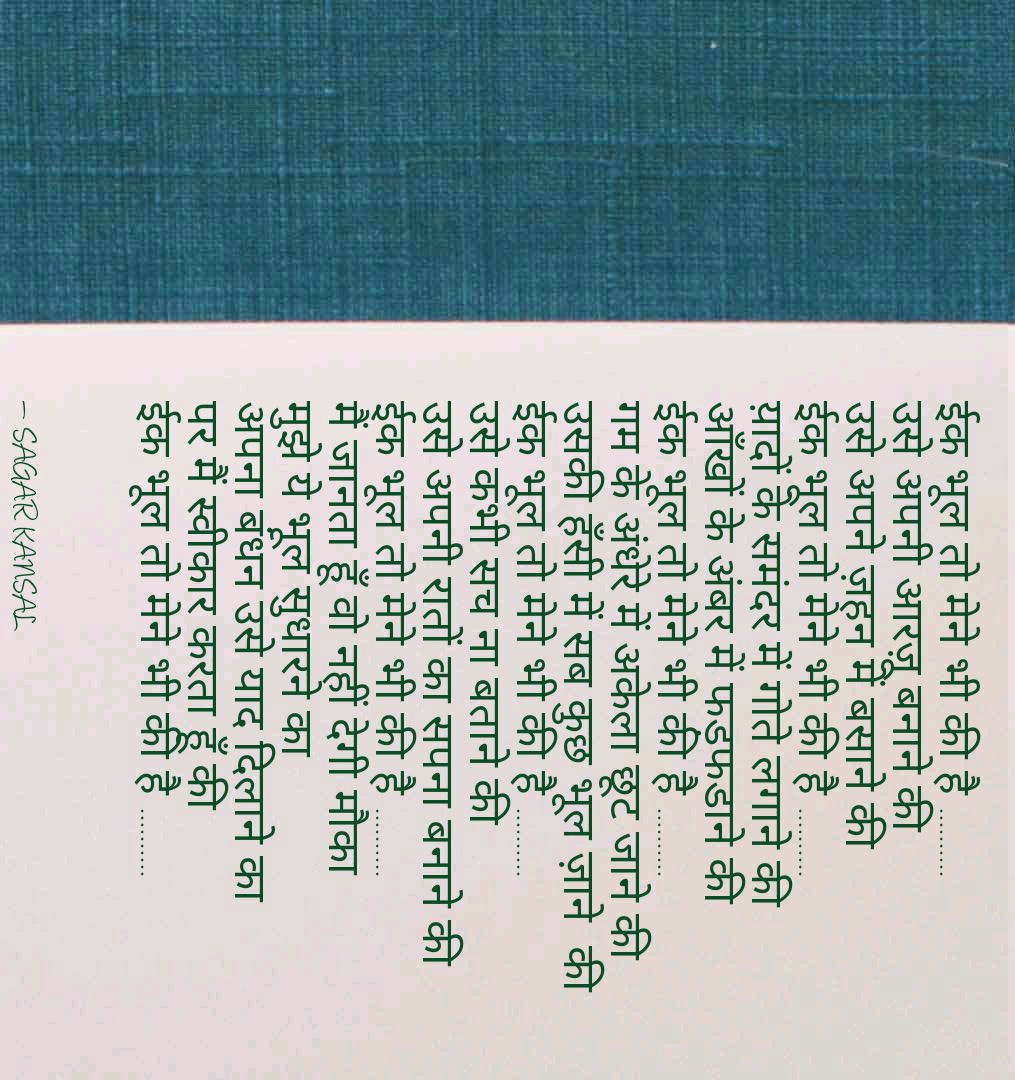 ईक भूल तो मेने भी की है.......
उसे अपनी आरज़ू बनाने की
उसे अपने ज़हन में बसाने की
ईक भूल तो मेने भी की है.......
य़ादों के समंदर में गोते लगाने की
आँखों के अंबर में फडफडाने की
ईक भूल तो मेने भी की है.......
गम के अंधेरे में अकेला छूट जाने की
उसकी हँसी में सब कुछ भूल ज़ाने की
ईक भूल तो मेने भी की है.......
उसे कभी सच ना बताने की
उसे अपनी रातों का सपना बनाने की
ईक भूल तो मेने भी की है.......
में जानता हूँ वो नहीं देगी मौका
मुझे ये भूल सुधारने का
अपना बधन उसे याद दिलाने का
पर में स्वीकार करता हूँ की
ईक भूल तो मेने भी की है.......
– SAGAR KANSAL